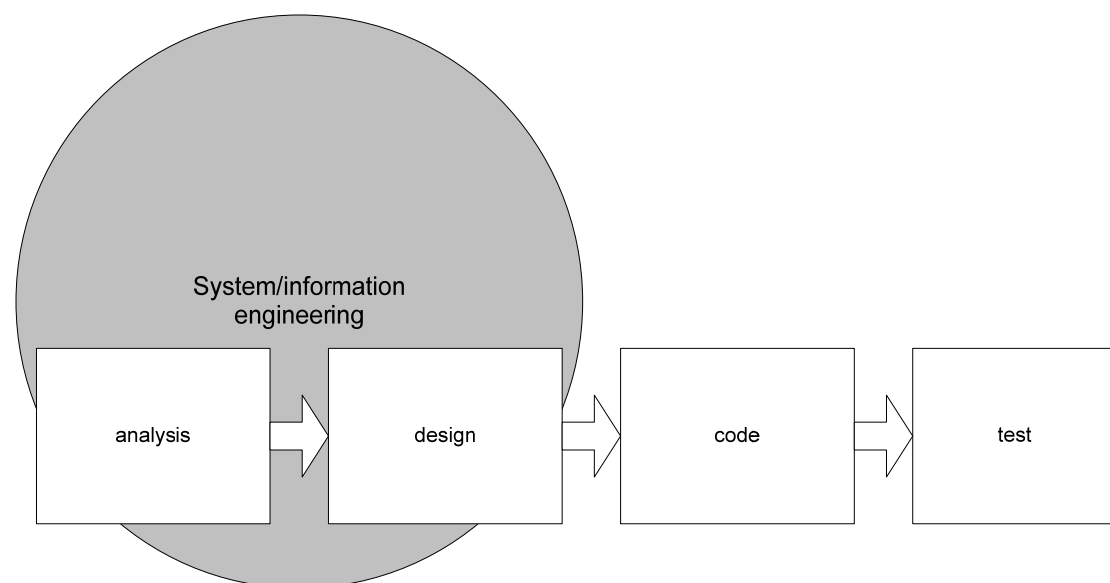 System/information
engineering
analysis
design
code
test